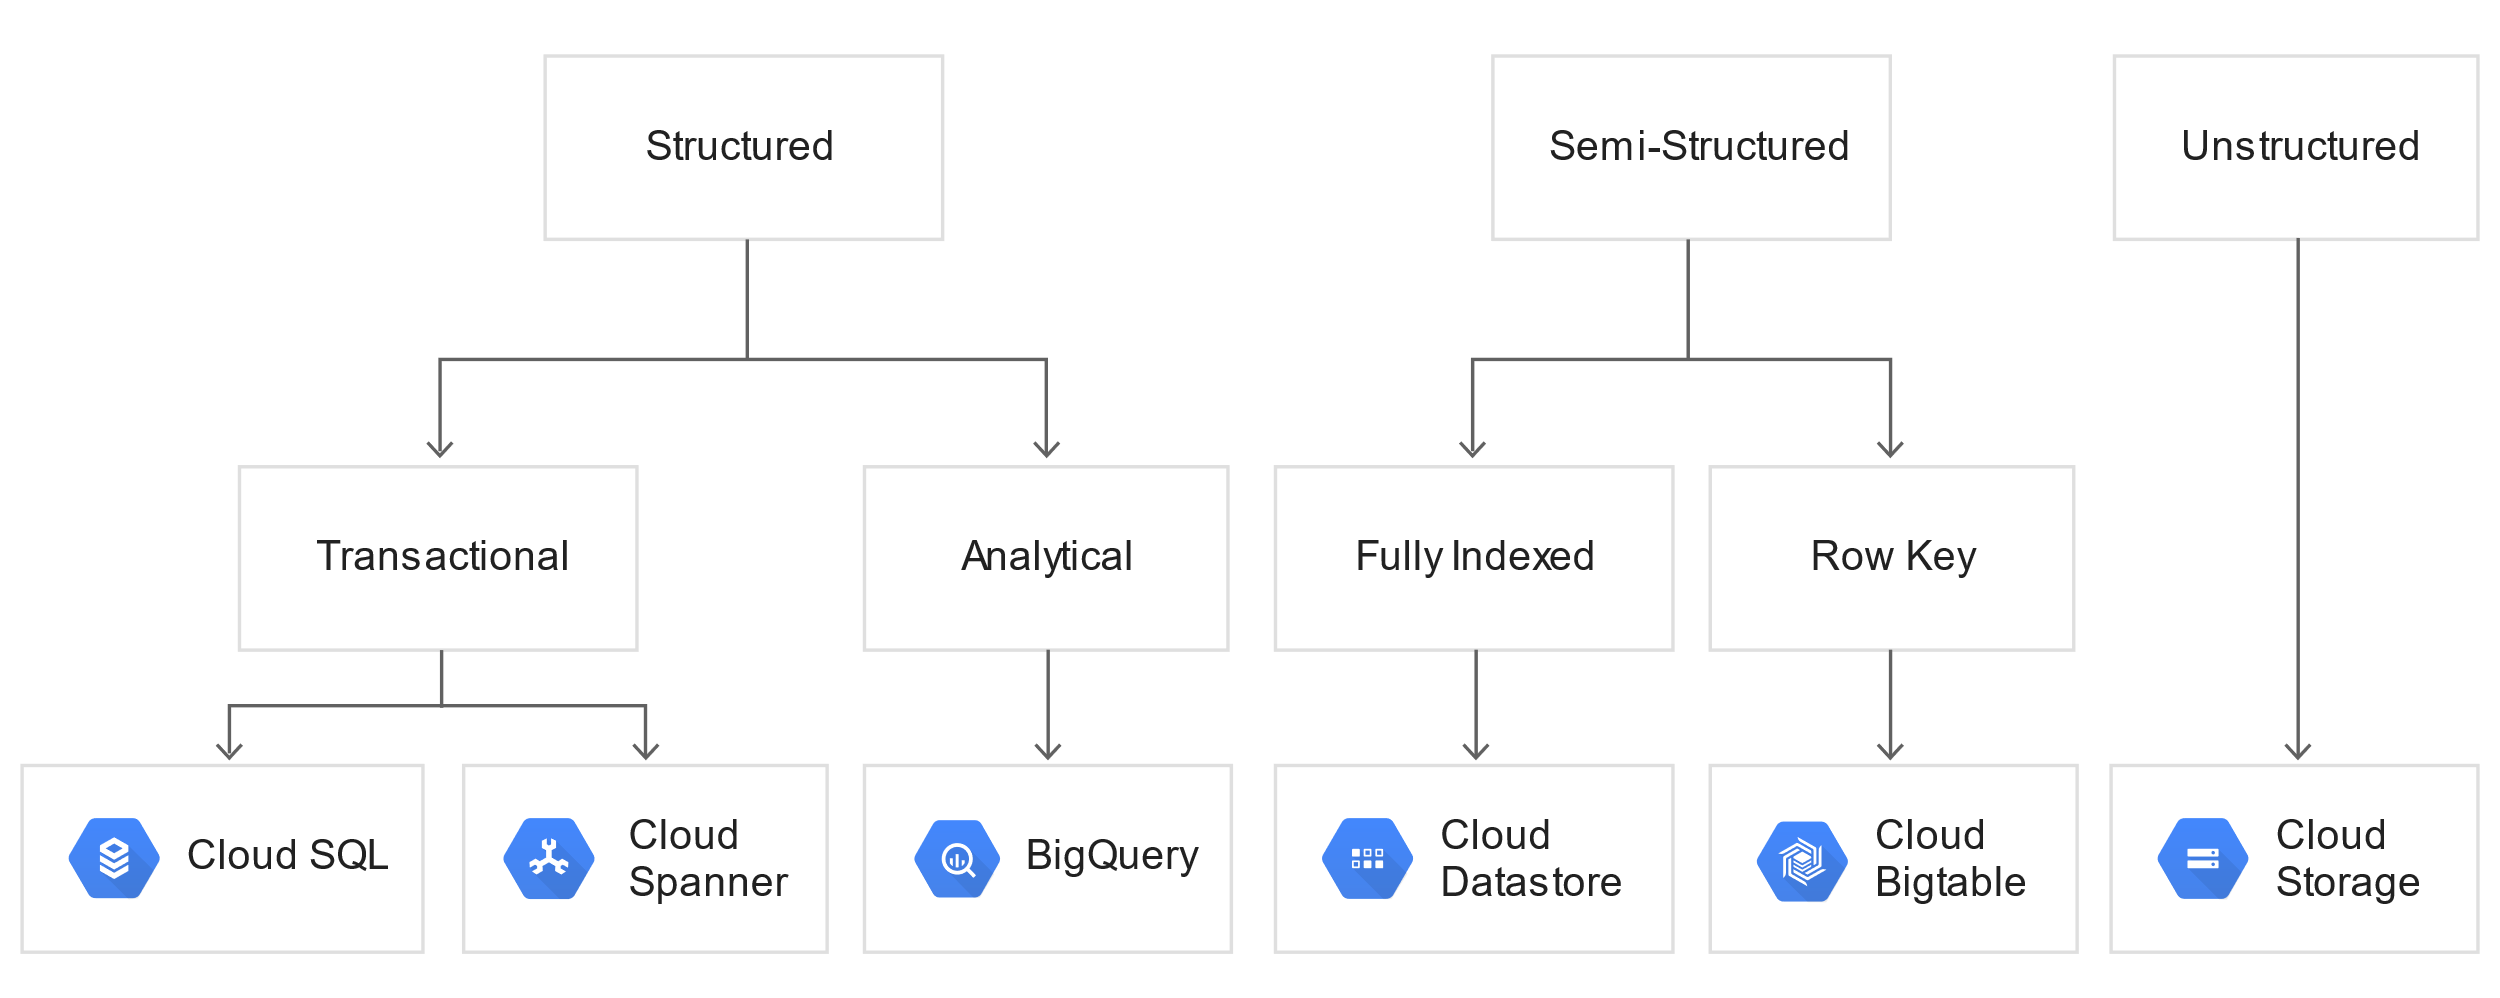 Structured
Semi-Structured
Unstructured
Transactional
Analytical
Fully Indexed
Row Key
Cloud SQL
Cloud
Spanner
BigQuery
Cloud
Datastore
Cloud
Bigtable
Cloud
Storage